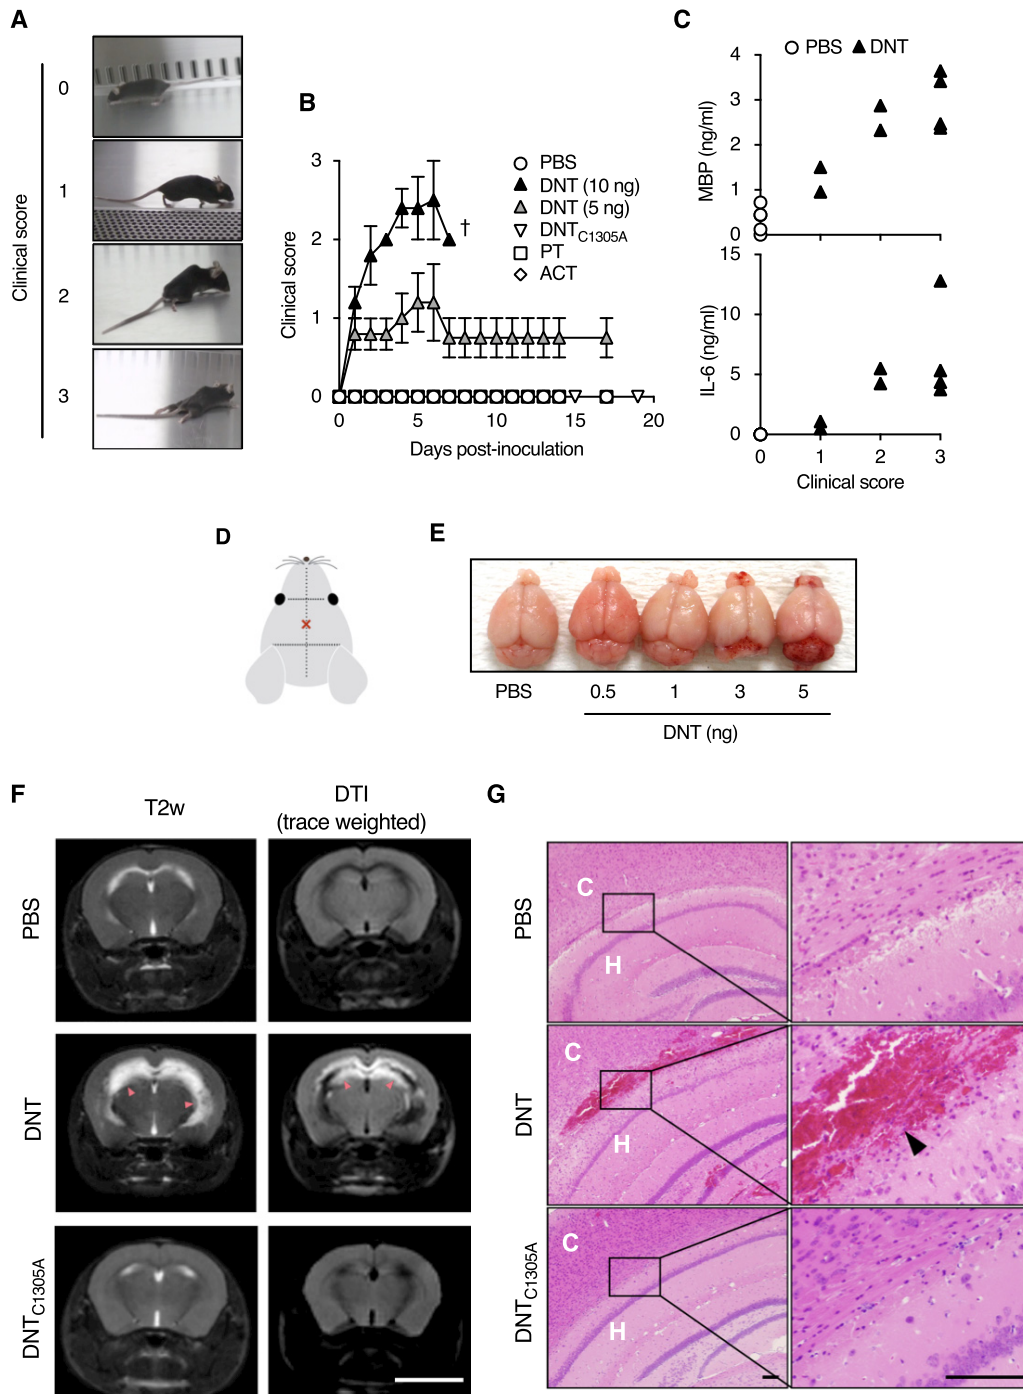 A
Clinical score
0
1
2
3
B
Clinical score
3
2
1
0
0
5
10
15
20
Days post-inoculation
PBS
DNT (10 ng)
DNT (5 ng)
DNTC1305A
PT
ACT
†
C
PBS DNT
MBP (ng/ml)
4
3
2
1
0
IL-6 (ng/ml)
15
10
5
0
0 1 2 3
Clinical score
D
E
PBS 0.5 1 3 5
DNT (ng)
F
T2w
DTI
(trace weighted)
PBS
DNT
DNTC1305A
G
PBS
C
H
DNT
C
H
DNTC1305A
C
H